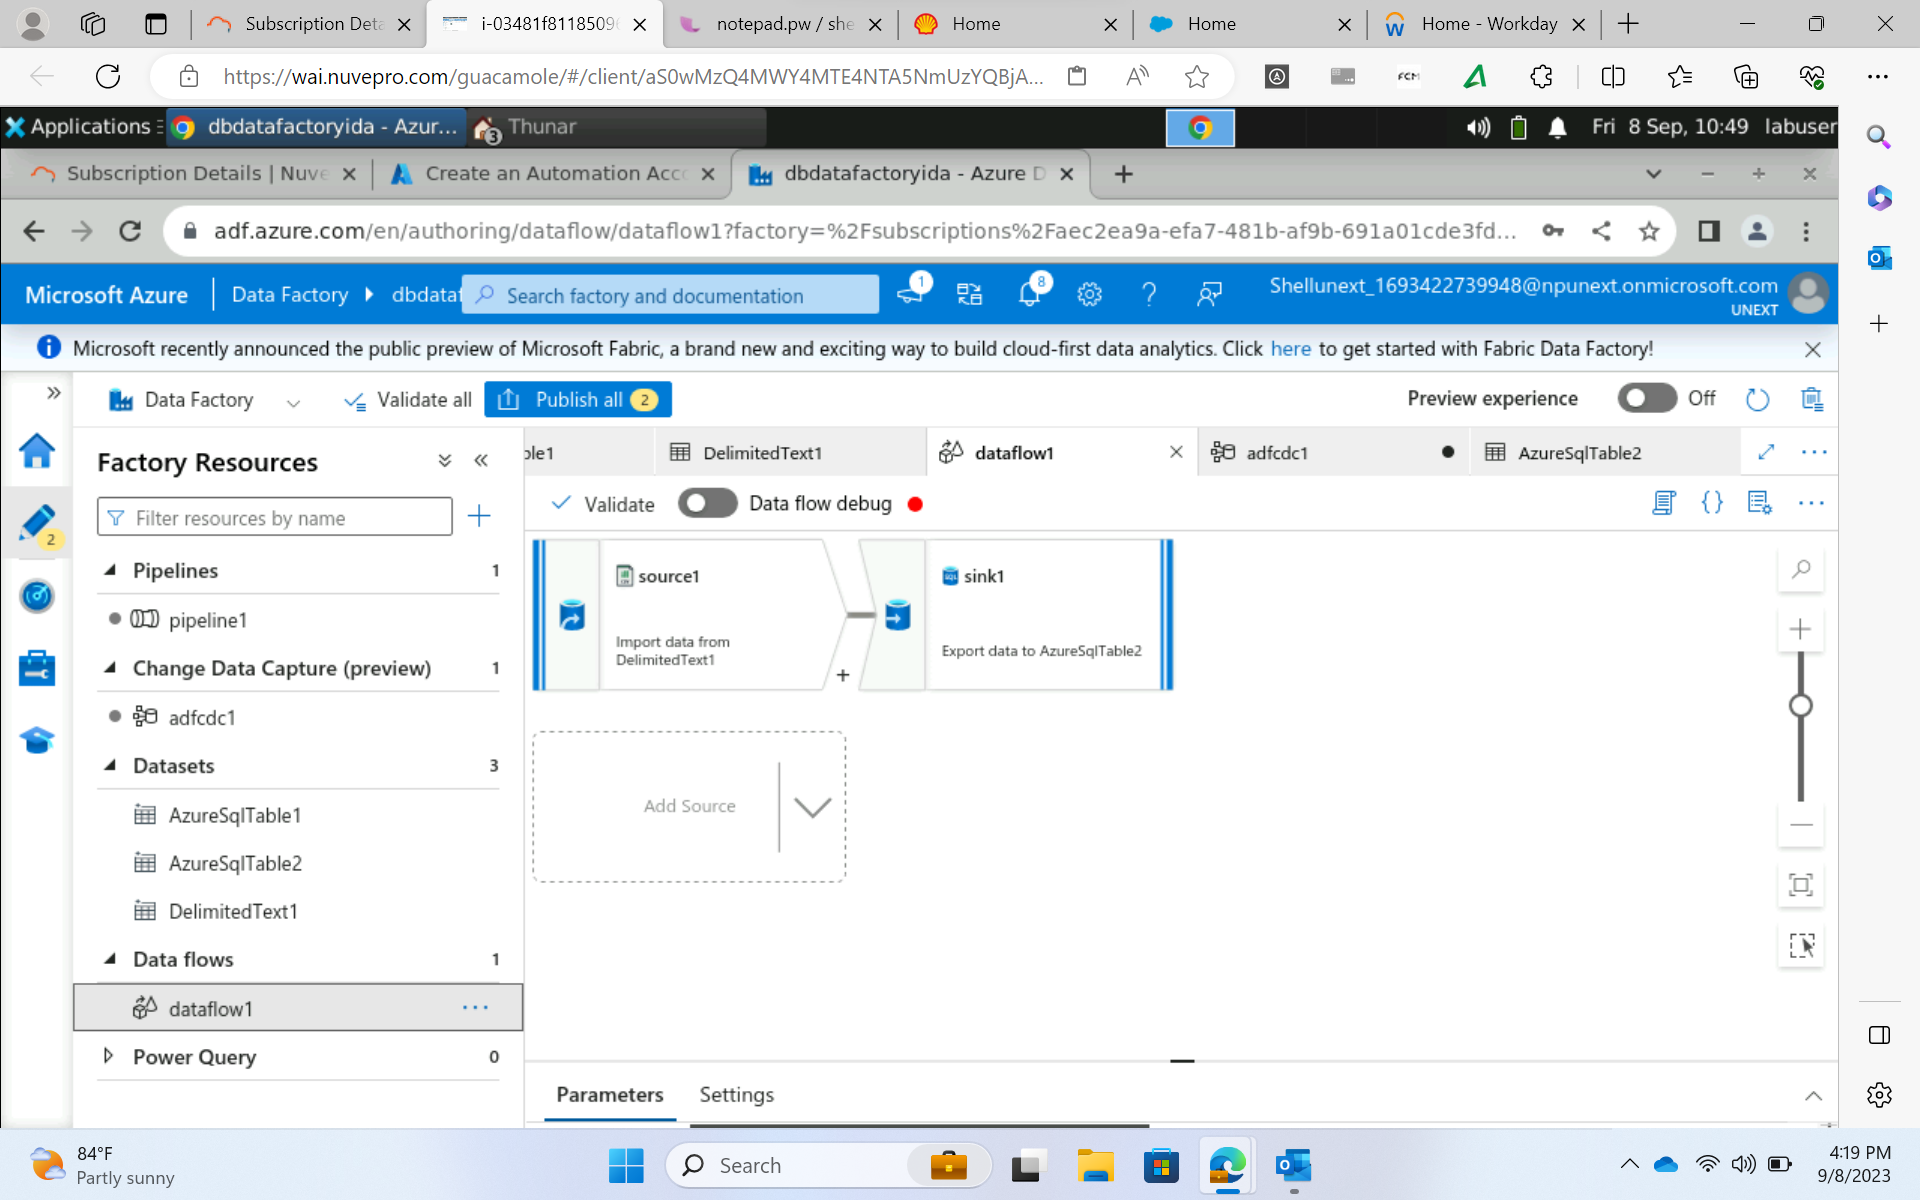 Subscription Deta
i-03481f8118509
notepad.pw / she
Home
Home
Home - Workday
https://wai.nuvepro.com/guacamole/#/client/aS0wMzQ4MWY4MTE4NTA5NmUzYQBjA...
FCM
Applications
dbdatafactoryida - Azur...
3
Thunar
Fri 8 Sep, 10:49 labuser
Subscription Details | Nuve
Create an Automation Acco
dbdatafactoryida - Azure D
adf.azure.com/en/authoring/dataflow/dataflow1?factory=%2Fsubscriptions%2Faec2ea9a-efa7-481b-af9b-691a01cde3fd...
Microsoft Azure
Data Factory
dbdataf
Search factory and documentation
1
8
Shellunext_1693422739948@npunext.onmicrosoft.com
UNEXT
Microsoft recently announced the public preview of Microsoft Fabric, a brand new and exciting way to build cloud-first data analytics. Click here to get started with Fabric Data Factory!
Data Factory
Validate all
Publish all 2
Preview experience
Off
2
Factory Resources
Filter resources by name
Pipelines 1
pipeline1
Change Data Capture (preview) 1
adfcdc1
Datasets 3
AzureSqlTable1
AzureSqlTable2
DelimitedText1
Data flows 1
dataflow1
Power Query 0
ble1
DelimitedText1
dataflow1
adfcdc1
AzureSqlTable2
Validate
Data flow debug
source1
Import data from
DelimitedText1
sink1
Export data to AzureSqlTable2
Add Source
Parameters
Settings
84°F
Partly sunny
Search
4:19 PM
9/8/2023